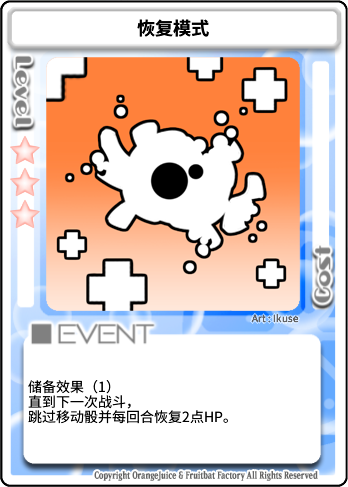 恢复模式
Level
Cost
Art : Ikuse
EVENT
储备效果（1）
直到下一次战斗，
跳过移动骰并每回合恢复2点HP。
Copyright OrangeJuice & Fruitbat Factory All Rights Reserved